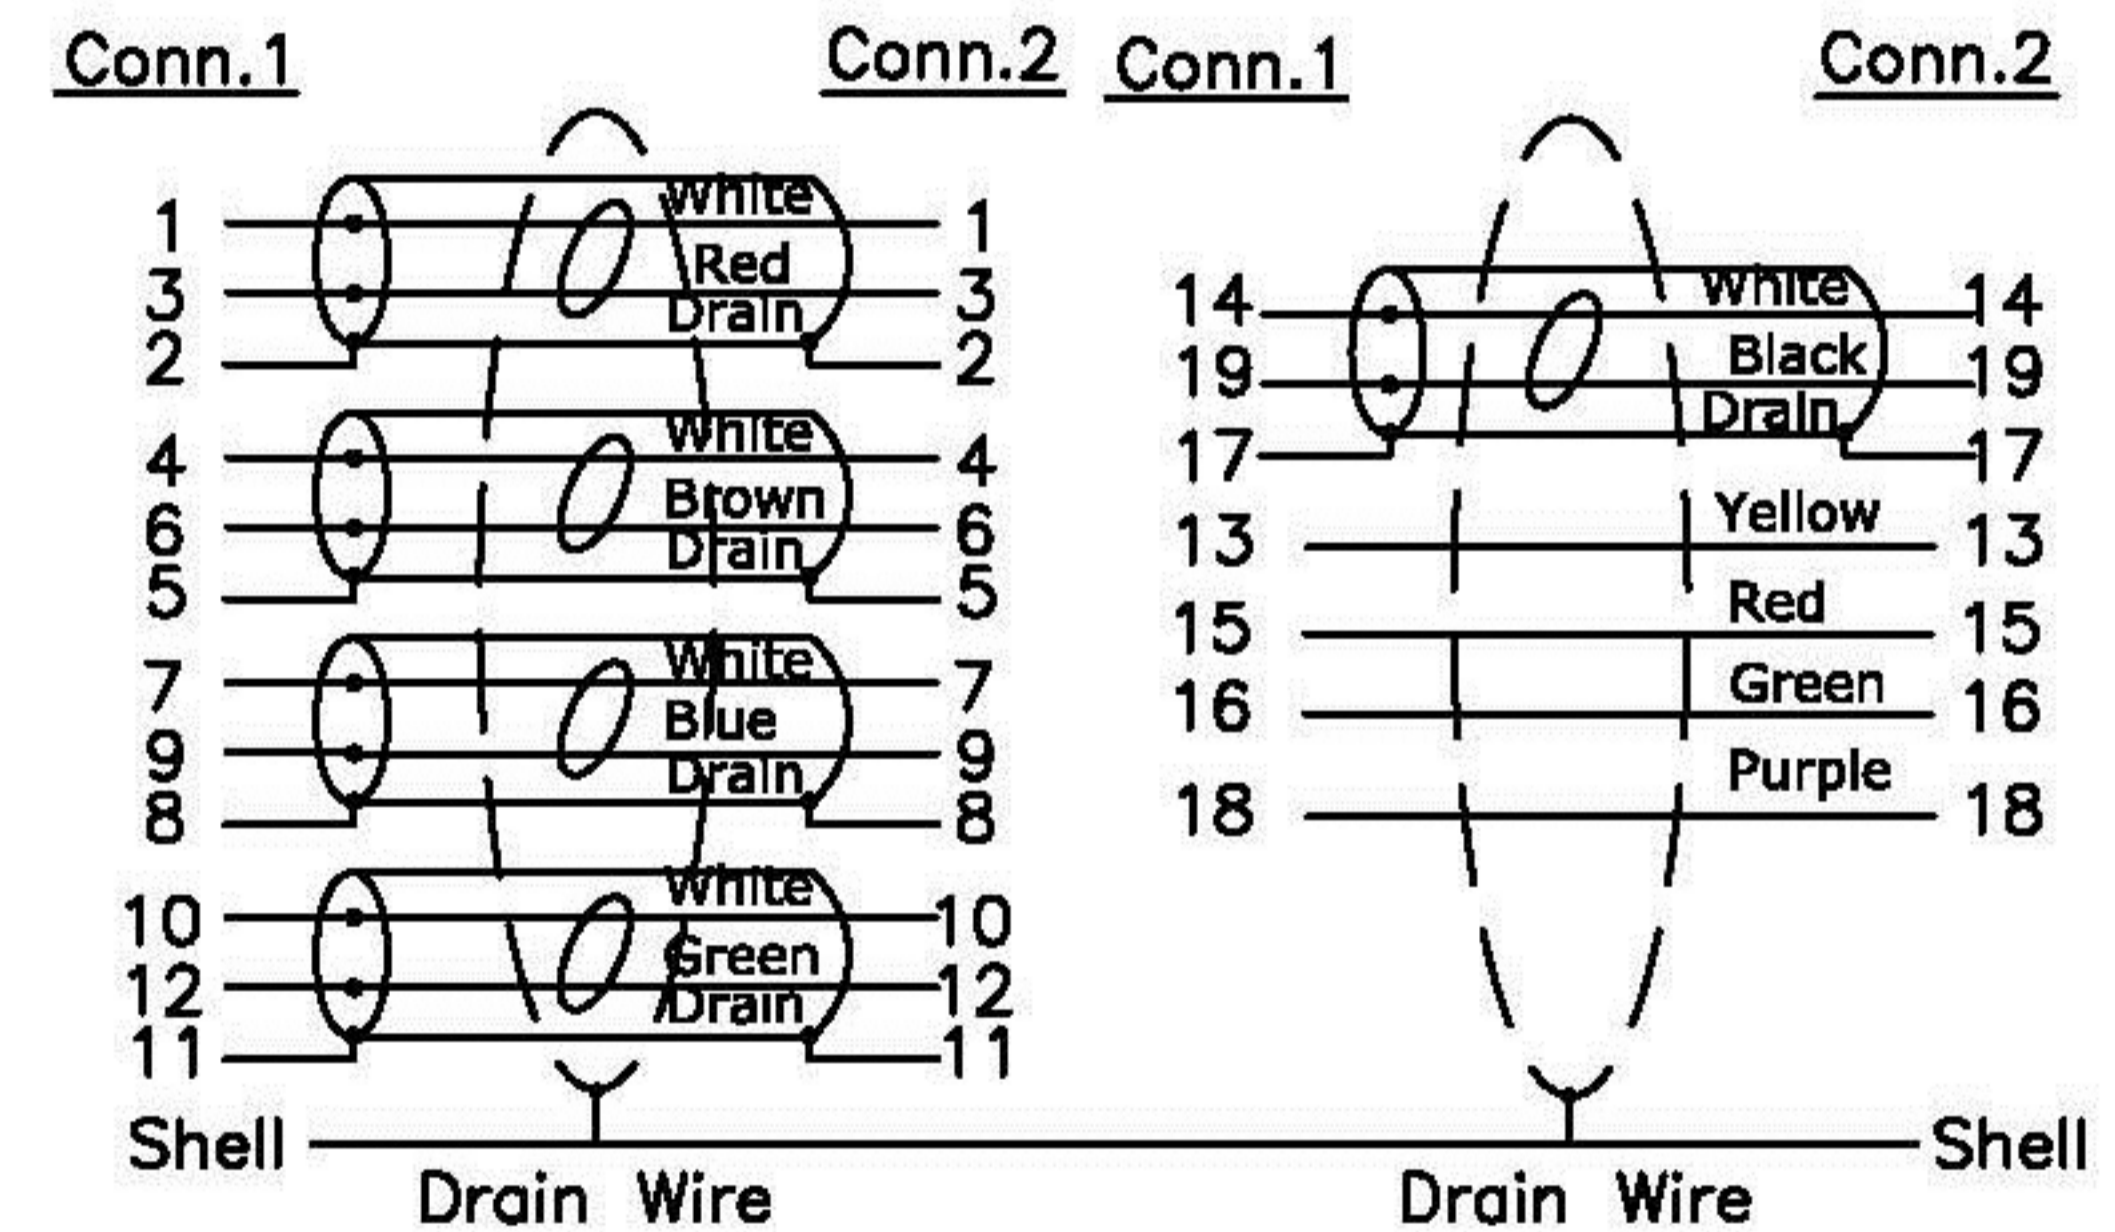 Conn.1 Conn.2
1 White 1
3 Red 3
2 Drain 2
4 White 4
6 Brown 6
5 Drain 5
7 White 7
9 Blue 9
8 Drain 8
10 White 10
12 Green 12
11 Drain 11
Conn.1 Conn.2
14 White 14
19 Black 19
17 Drain 17
13 Yellow 13
15 Red 15
16 Green 16
18 Purple 18
Shell Shell
Drain Wire Drain Wire